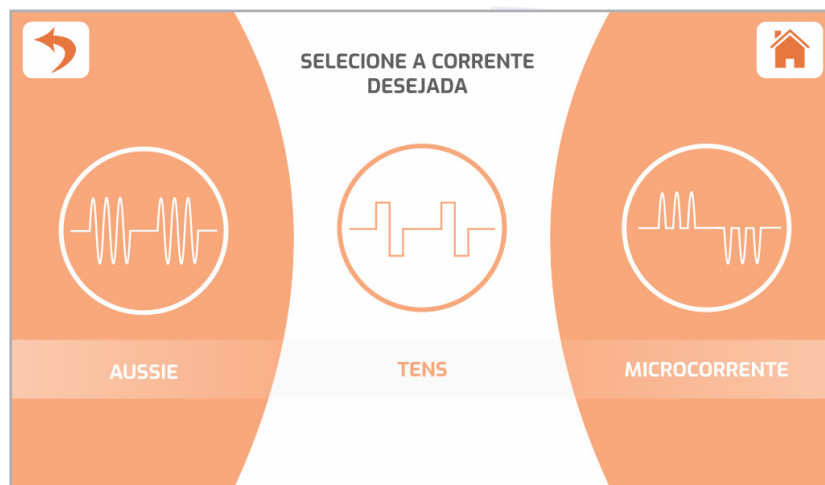 SELECIONE A CORRENTE
DESEJADA
AUSSIE
TENS
MICROCORRENTE